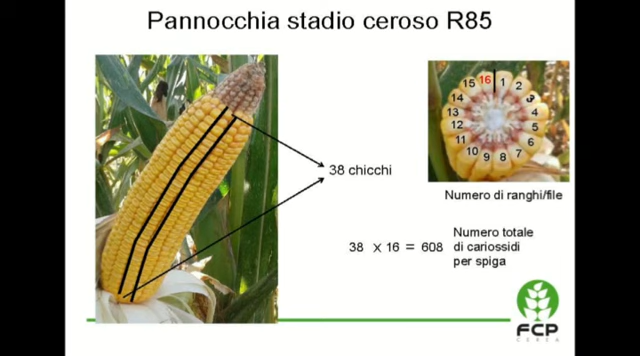 Pannocchia stadio ceroso R85
38 chicchi
15 16 1 2
14 3
13 4
12 5
11 6
10 9 8 7
Numero di ranghi/file
38 x 16 = 608
Numero totale
di cariossidi
per spiga
FCP
CEREA